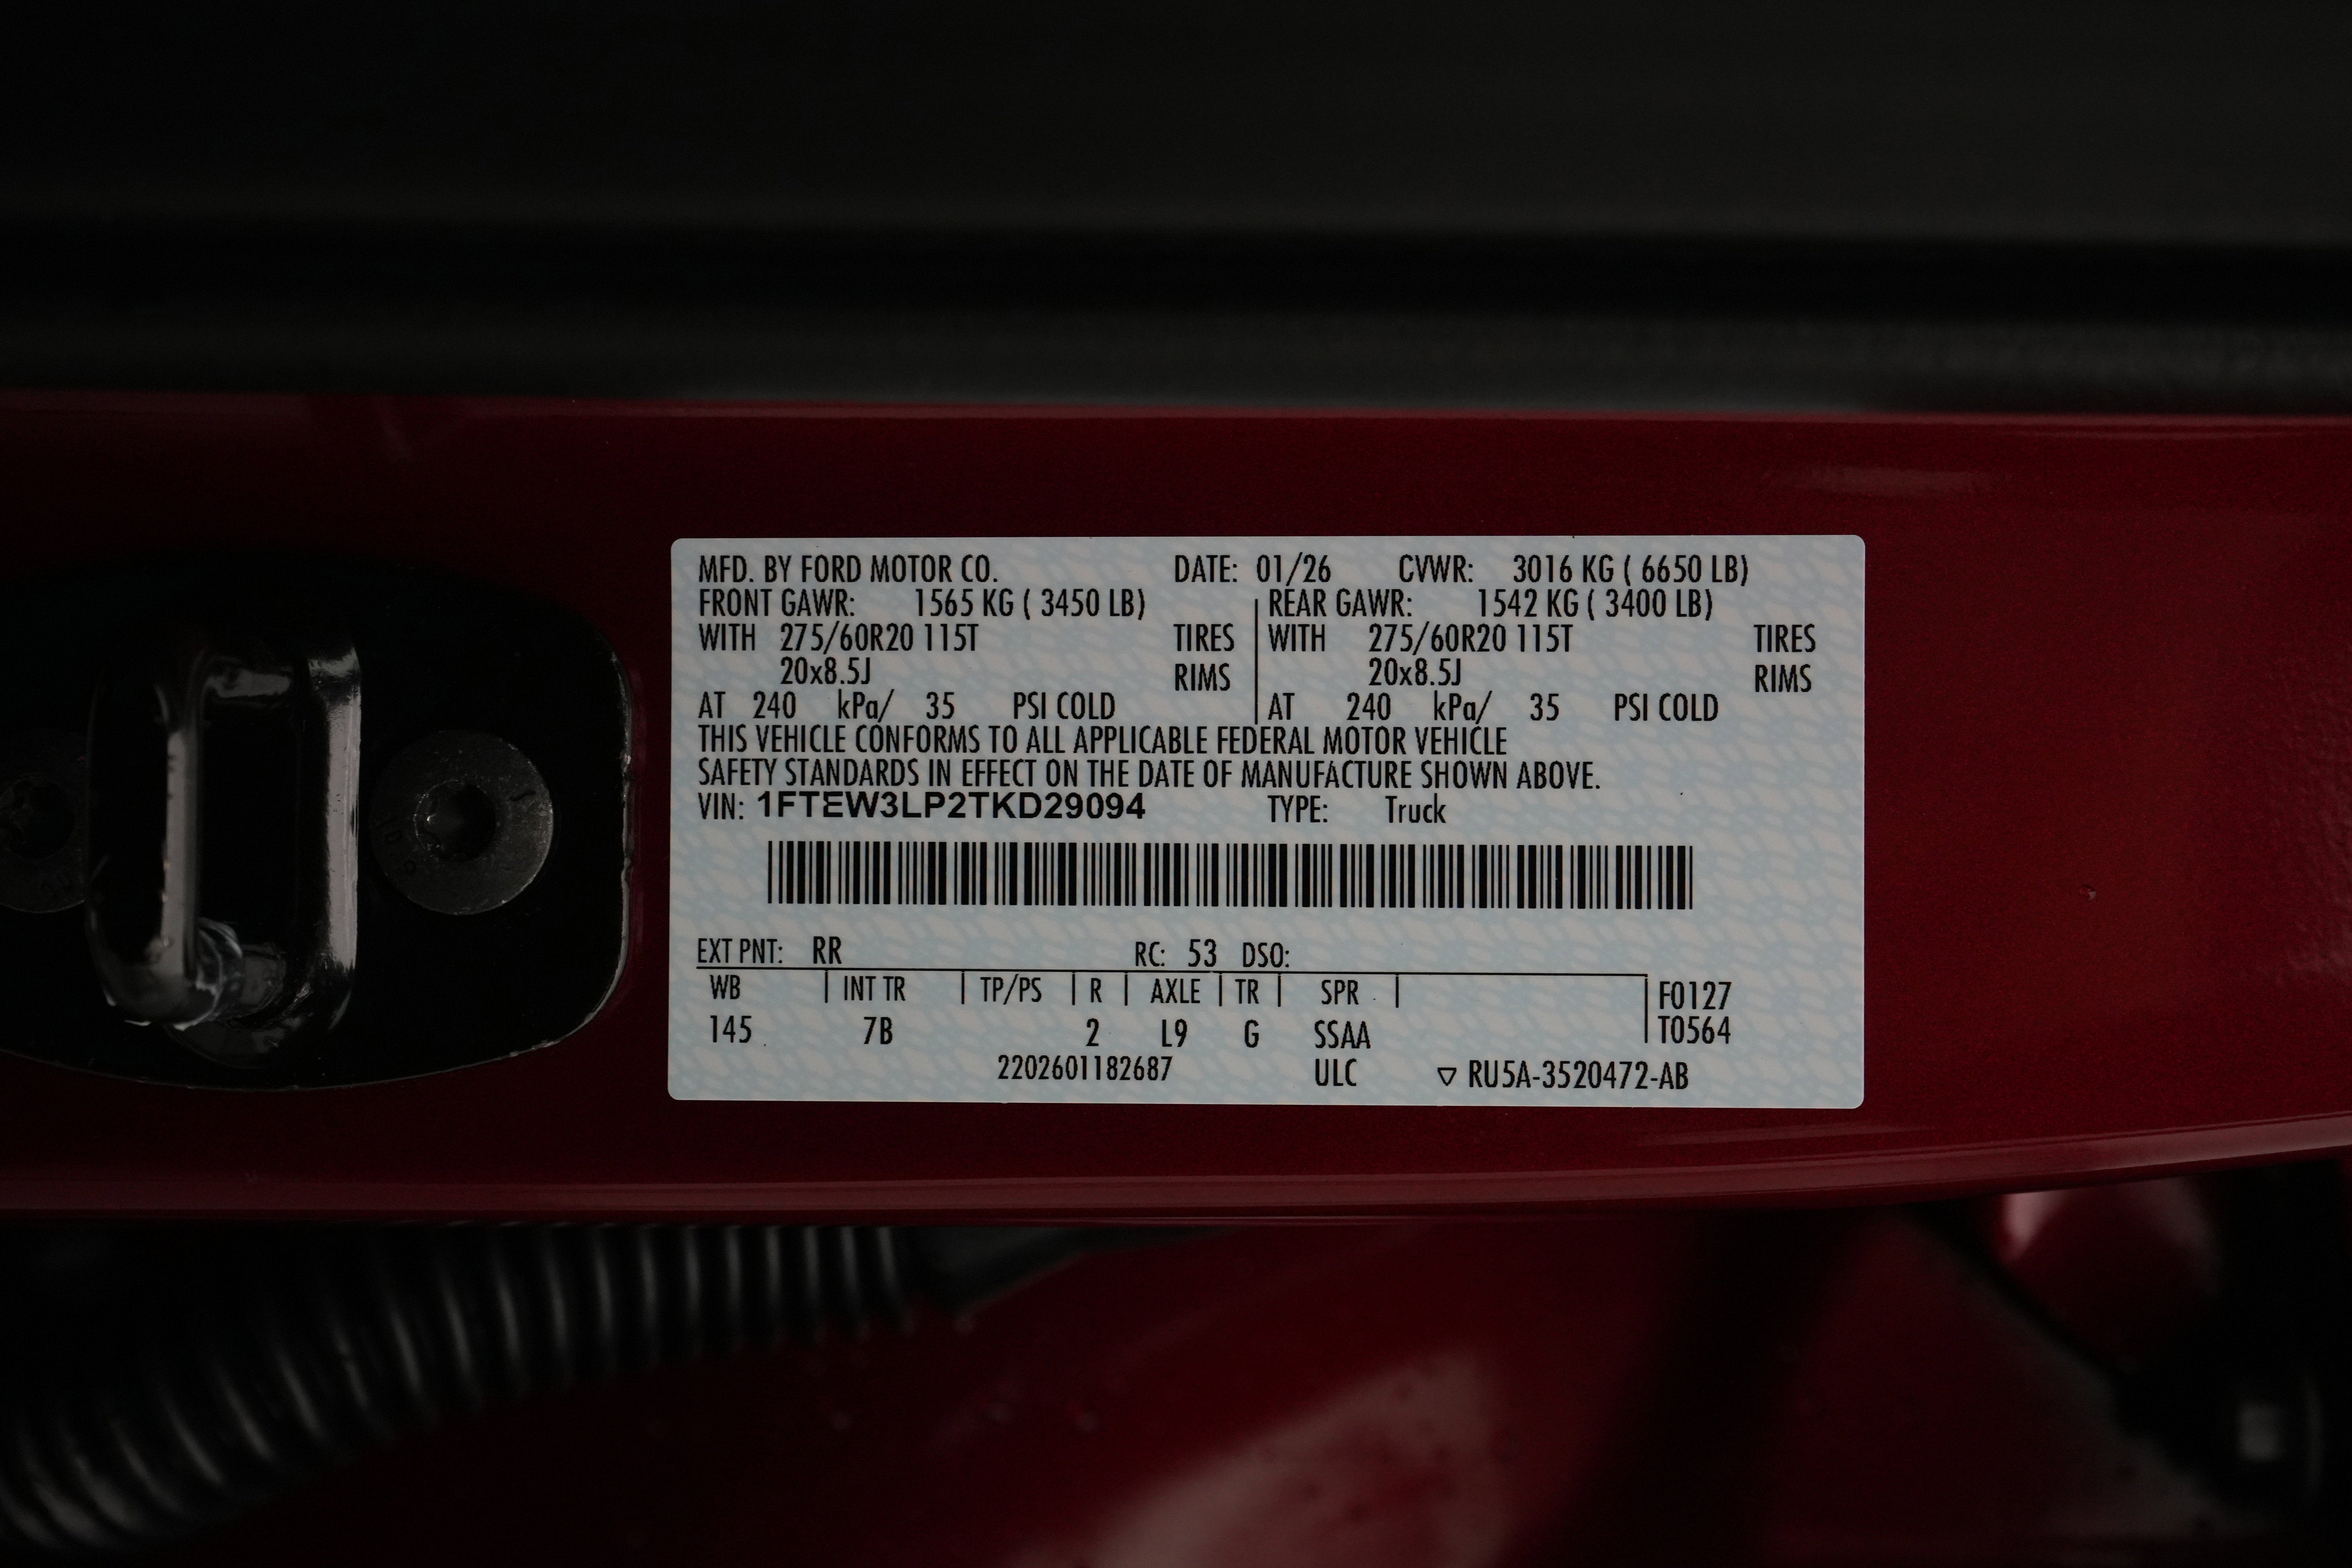 MFD. BY FORD MOTOR CO. DATE: 01/26 CVWR: 3016 KG ( 6650 LB)
FRONT GAWR: 1565 KG ( 3450 LB) REAR GAWR: 1542 KG ( 3400 LB)
WITH 275/60R20 115T TIRES WITH 275/60R20 115T TIRES
20x8.5J RIMS 20x8.5J RIMS
AT 240 kPa/ 35 PSI COLD AT 240 kPa/ 35 PSI COLD
THIS VEHICLE CONFORMS TO ALL APPLICABLE FEDERAL MOTOR VEHICLE
SAFETY STANDARDS IN EFFECT ON THE DATE OF MANUFACTURE SHOWN ABOVE.
VIN: 1FTEW3LP2TKD29094 TYPE: Truck
EXT PNT: RR RC: 53 DSO:
WB INT TR TP/PS R AXLE TR SPR F0127
145 7B 2 L9 G SSAA T0564
2202601182687 ULC ▽ RU5A-3520472-AB